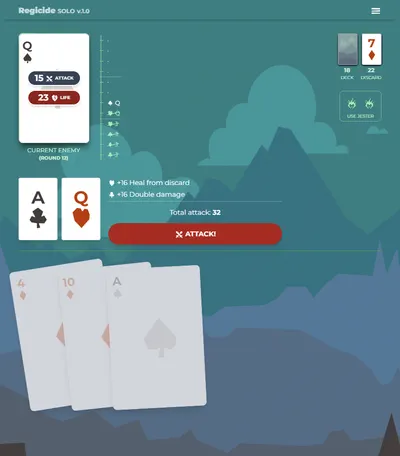 Regicide SOLO v.1.0
Q
15 ATTACK
23 LIFE
CURRENT ENEMY
(ROUND 12)
Q
Q
7
18
DECK
22
DISCARD
USE JESTER
A
Q
+16 Heal from discard
+16 Double damage
Total attack: 32
ATTACK!
4
10
A